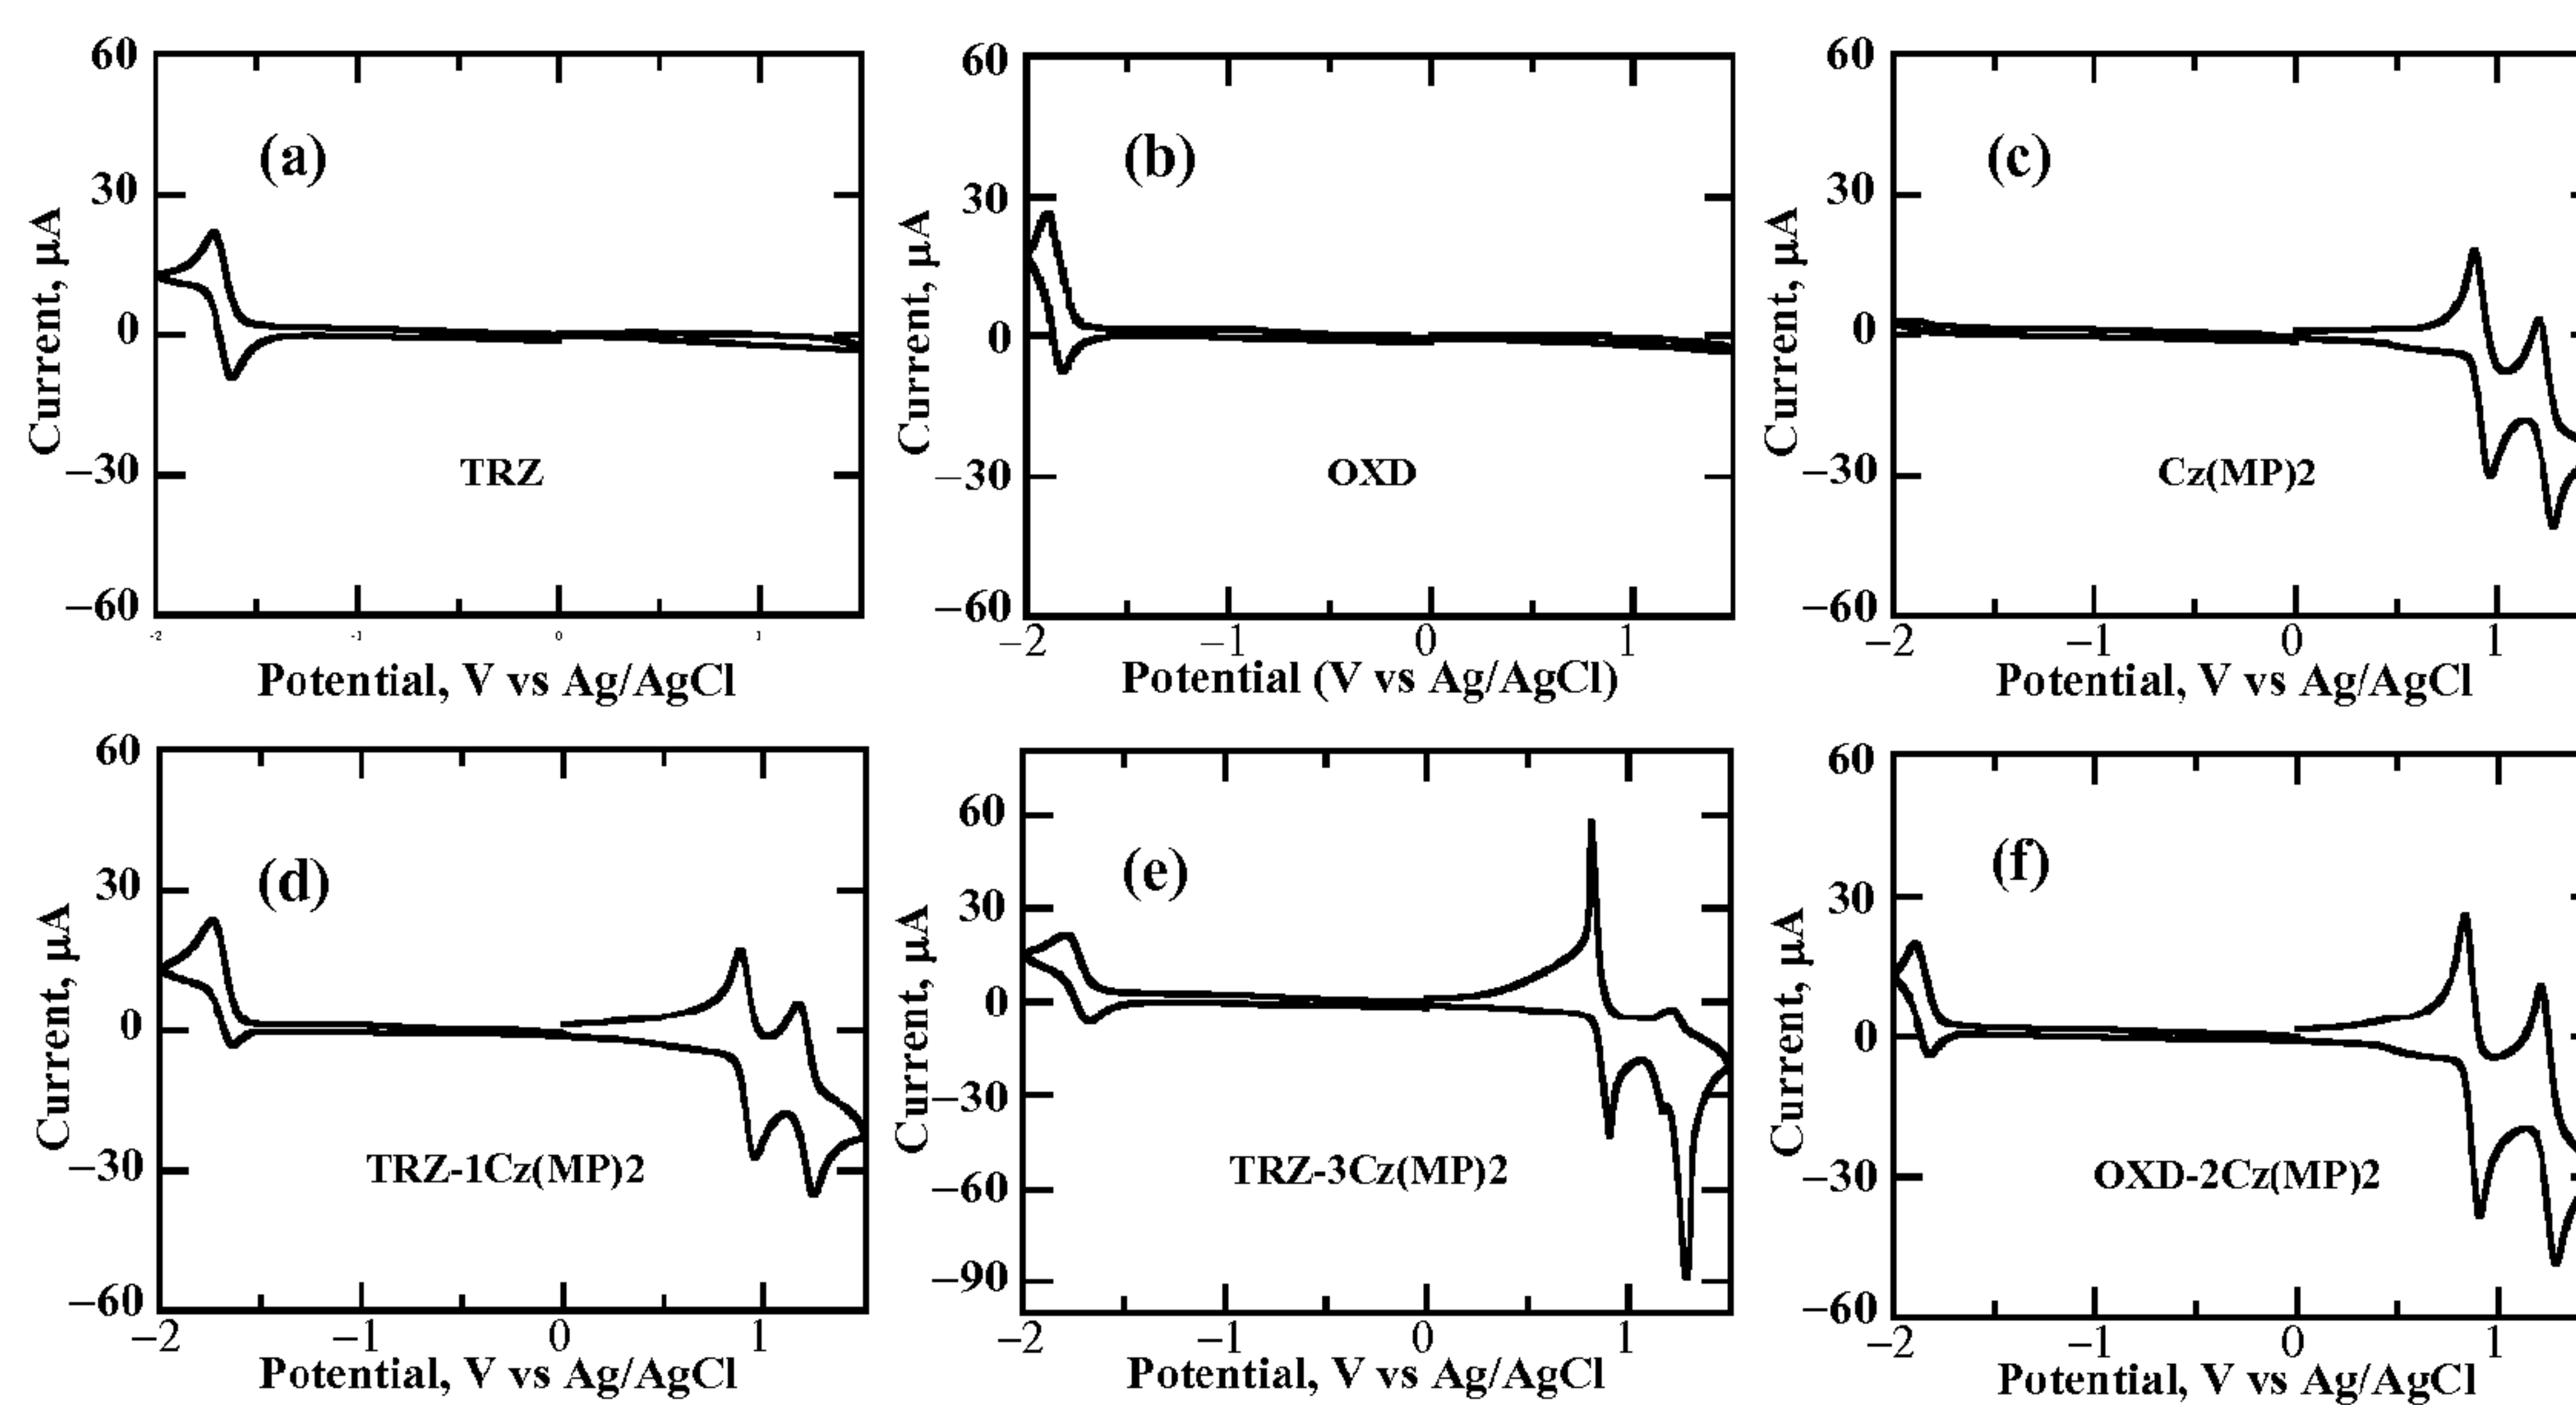 60
30
0
−30
−60
Current, µA
(a)
TRZ
-2 -1 0 1
Potential, V vs Ag/AgCl
60
30
0
−30
−60
Current, µA
(b)
OXD
−2 −1 0 1
Potential (V vs Ag/AgCl)
60
30
0
−30
−60
Current, µA
(c)
Cz(MP)2
−2 −1 0 1
Potential, V vs Ag/AgCl
60
30
0
−30
−60
Current, µA
(d)
TRZ-1Cz(MP)2
−2 −1 0 1
Potential, V vs Ag/AgCl
60
30
0
−30
−60
−90
Current, µA
(e)
TRZ-3Cz(MP)2
−2 −1 0 1
Potential, V vs Ag/AgCl
60
30
0
−30
−60
Current, µA
(f)
OXD-2Cz(MP)2
−2 −1 0 1
Potential, V vs Ag/AgCl